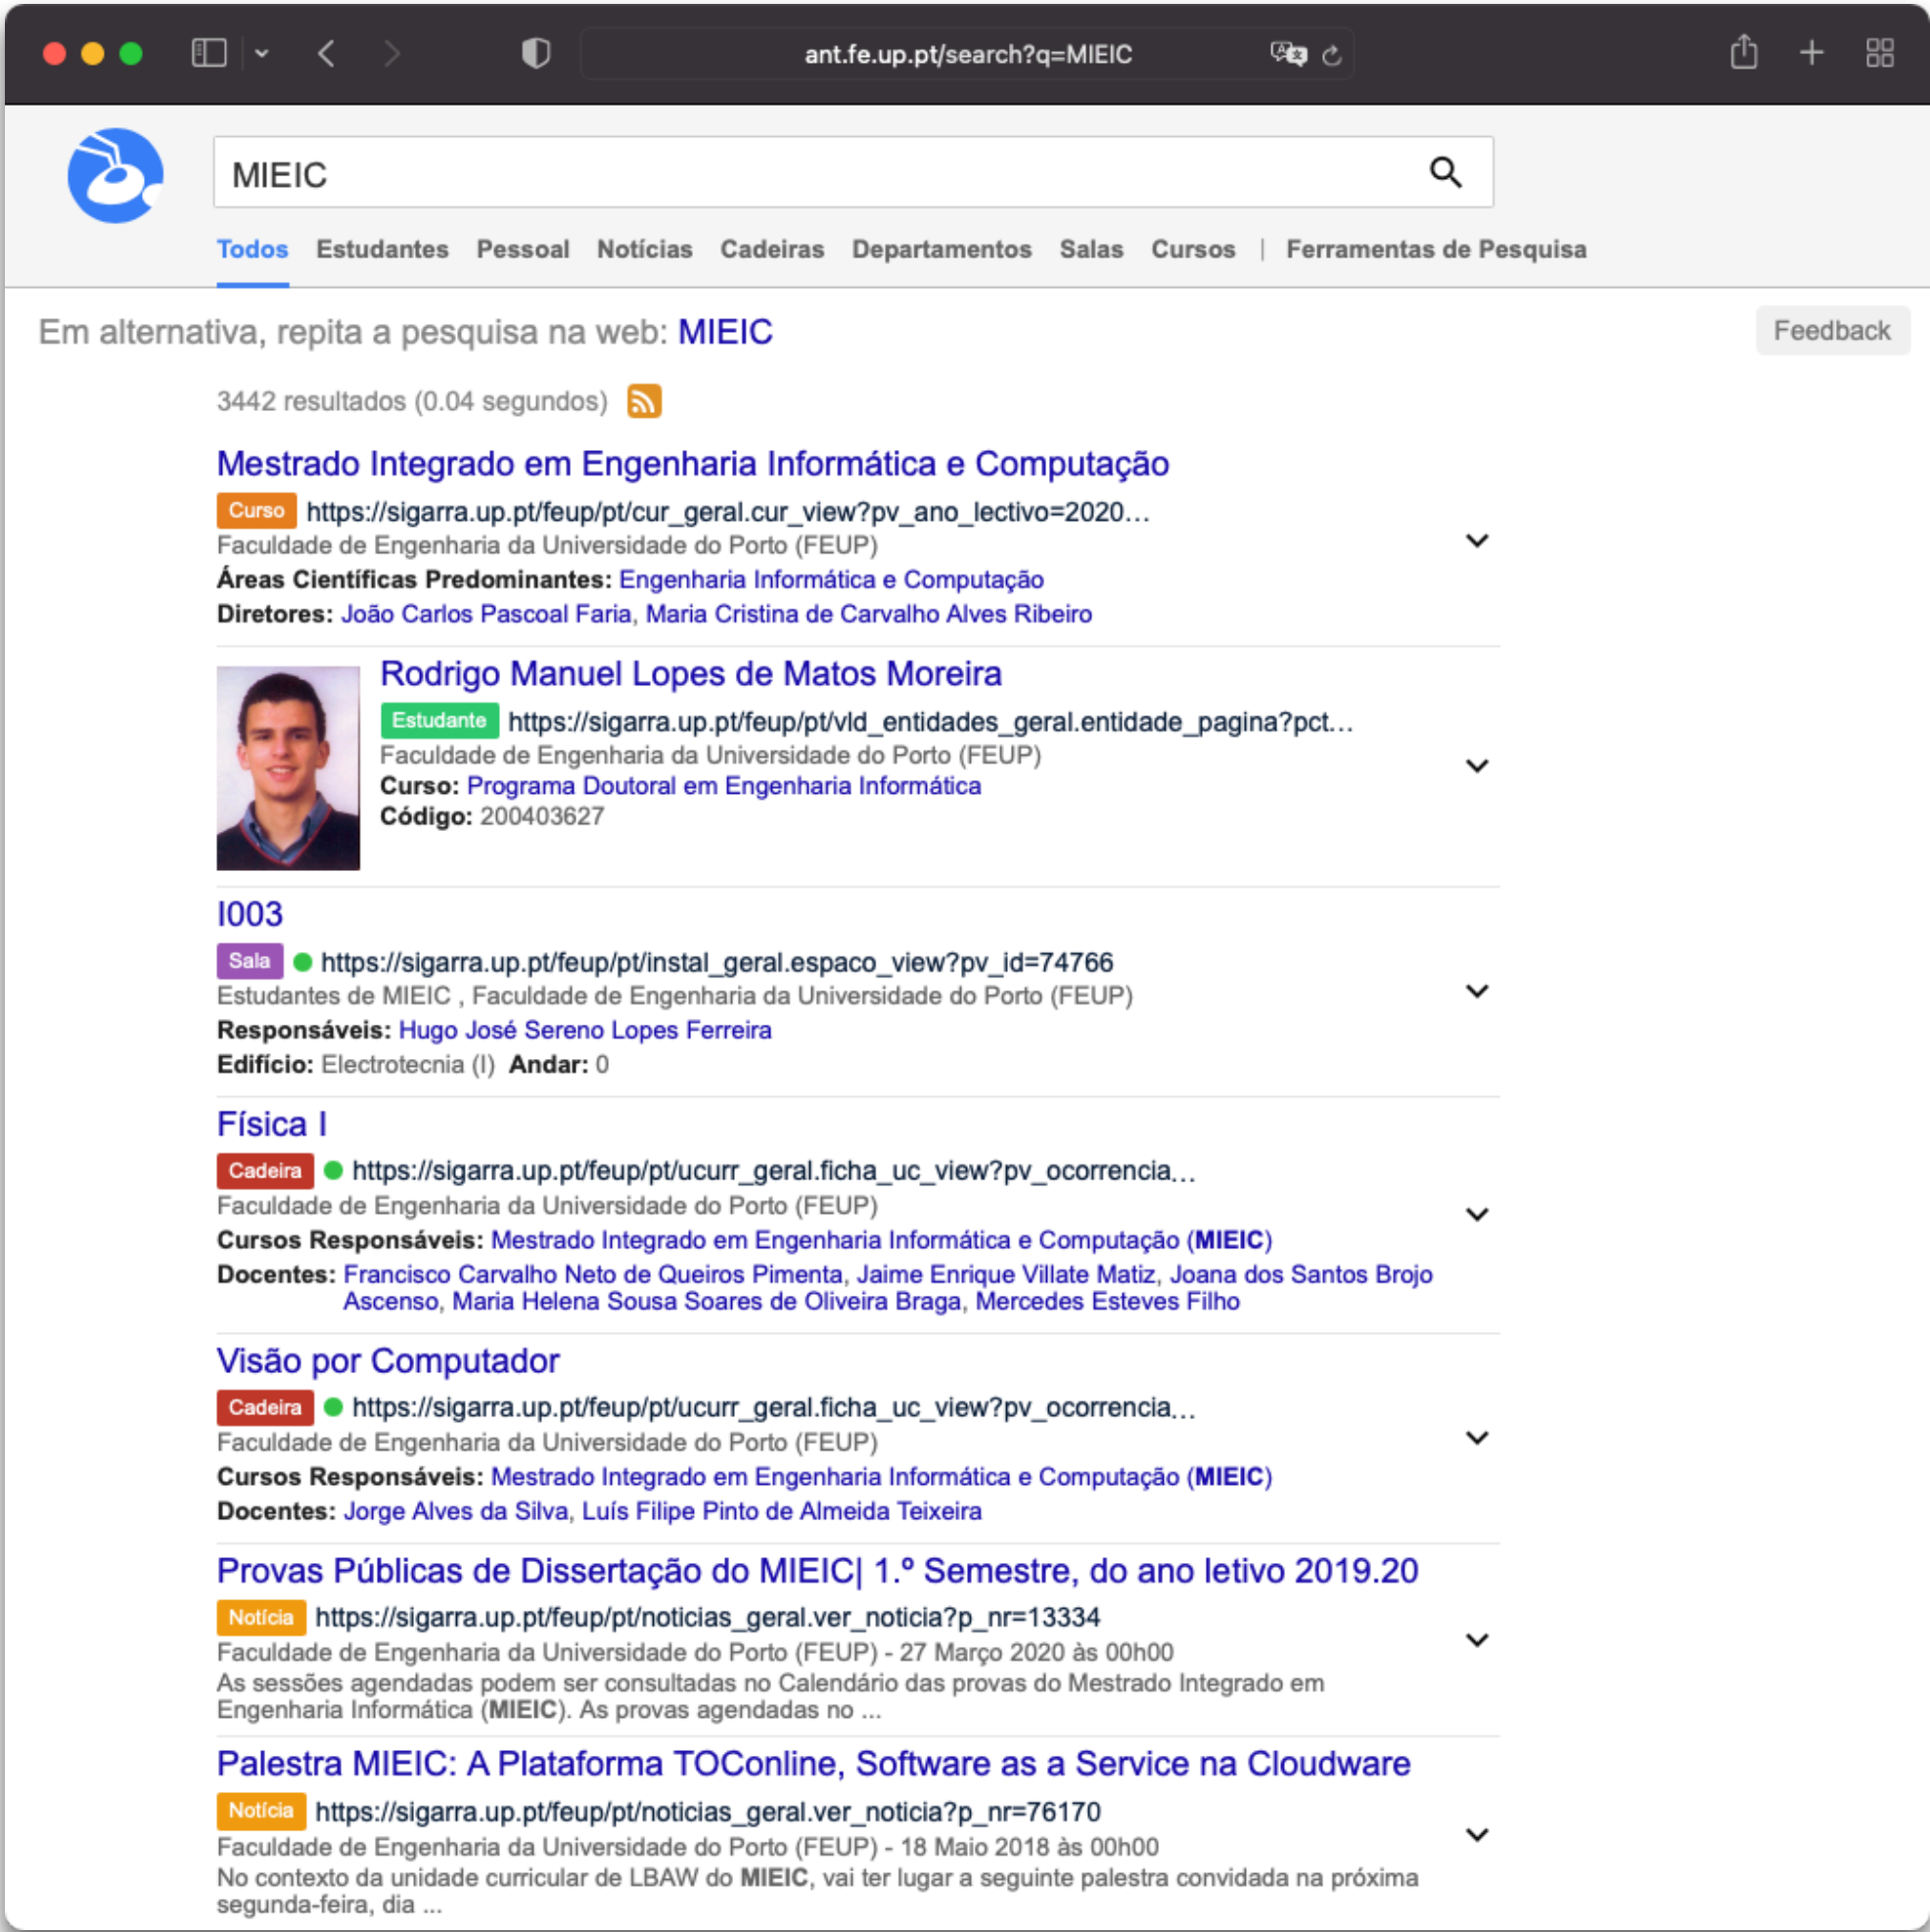 ant.fe.up.pt/search?q=MIEIC
MIEIC
Todos Estudantes Pessoal Notícias Cadeiras Departamentos Salas Cursos | Ferramentas de Pesquisa
Em alternativa, repita a pesquisa na web: MIEIC
Feedback
3442 resultados (0.04 segundos)
Mestrado Integrado em Engenharia Informática e Computação
Curso https://sigarra.up.pt/feup/pt/cur_geral.cur_view?pv_ano_lectivo=2020...
Faculdade de Engenharia da Universidade do Porto (FEUP)
Áreas Científicas Predominantes: Engenharia Informática e Computação
Diretores: João Carlos Pascoal Faria, Maria Cristina de Carvalho Alves Ribeiro
Rodrigo Manuel Lopes de Matos Moreira
Estudante https://sigarra.up.pt/feup/pt/vld_entidades_geral.entidade_pagina?pct...
Faculdade de Engenharia da Universidade do Porto (FEUP)
Curso: Programa Doutoral em Engenharia Informática
Código: 200403627
I003
Sala https://sigarra.up.pt/feup/pt/instal_geral.espaco_view?pv_id=74766
Estudantes de MIEIC , Faculdade de Engenharia da Universidade do Porto (FEUP)
Responsáveis: Hugo José Sereno Lopes Ferreira
Edifício: Electrotecnia (I) Andar: 0
Física I
Cadeira https://sigarra.up.pt/feup/pt/ucurr_geral.ficha_uc_view?pv_ocorrencia...
Faculdade de Engenharia da Universidade do Porto (FEUP)
Cursos Responsáveis: Mestrado Integrado em Engenharia Informática e Computação (MIEIC)
Docentes: Francisco Carvalho Neto de Queiros Pimenta, Jaime Enrique Villate Matiz, Joana dos Santos Brojo
Ascenso, Maria Helena Sousa Soares de Oliveira Braga, Mercedes Esteves Filho
Visão por Computador
Cadeira https://sigarra.up.pt/feup/pt/ucurr_geral.ficha_uc_view?pv_ocorrencia...
Faculdade de Engenharia da Universidade do Porto (FEUP)
Cursos Responsáveis: Mestrado Integrado em Engenharia Informática e Computação (MIEIC)
Docentes: Jorge Alves da Silva, Luís Filipe Pinto de Almeida Teixeira
Provas Públicas de Dissertação do MIEIC| 1.º Semestre, do ano letivo 2019.20
Notícia https://sigarra.up.pt/feup/pt/noticias_geral.ver_noticia?p_nr=13334
Faculdade de Engenharia da Universidade do Porto (FEUP) - 27 Março 2020 às 00h00
As sessões agendadas podem ser consultadas no Calendário das provas do Mestrado Integrado em
Engenharia Informática (MIEIC). As provas agendadas no ...
Palestra MIEIC: A Plataforma TOConline, Software as a Service na Cloudware
Notícia https://sigarra.up.pt/feup/pt/noticias_geral.ver_noticia?p_nr=76170
Faculdade de Engenharia da Universidade do Porto (FEUP) - 18 Maio 2018 às 00h00
No contexto da unidade curricular de LBAW do MIEIC, vai ter lugar a seguinte palestra convidada na próxima
segunda-feira, dia ...